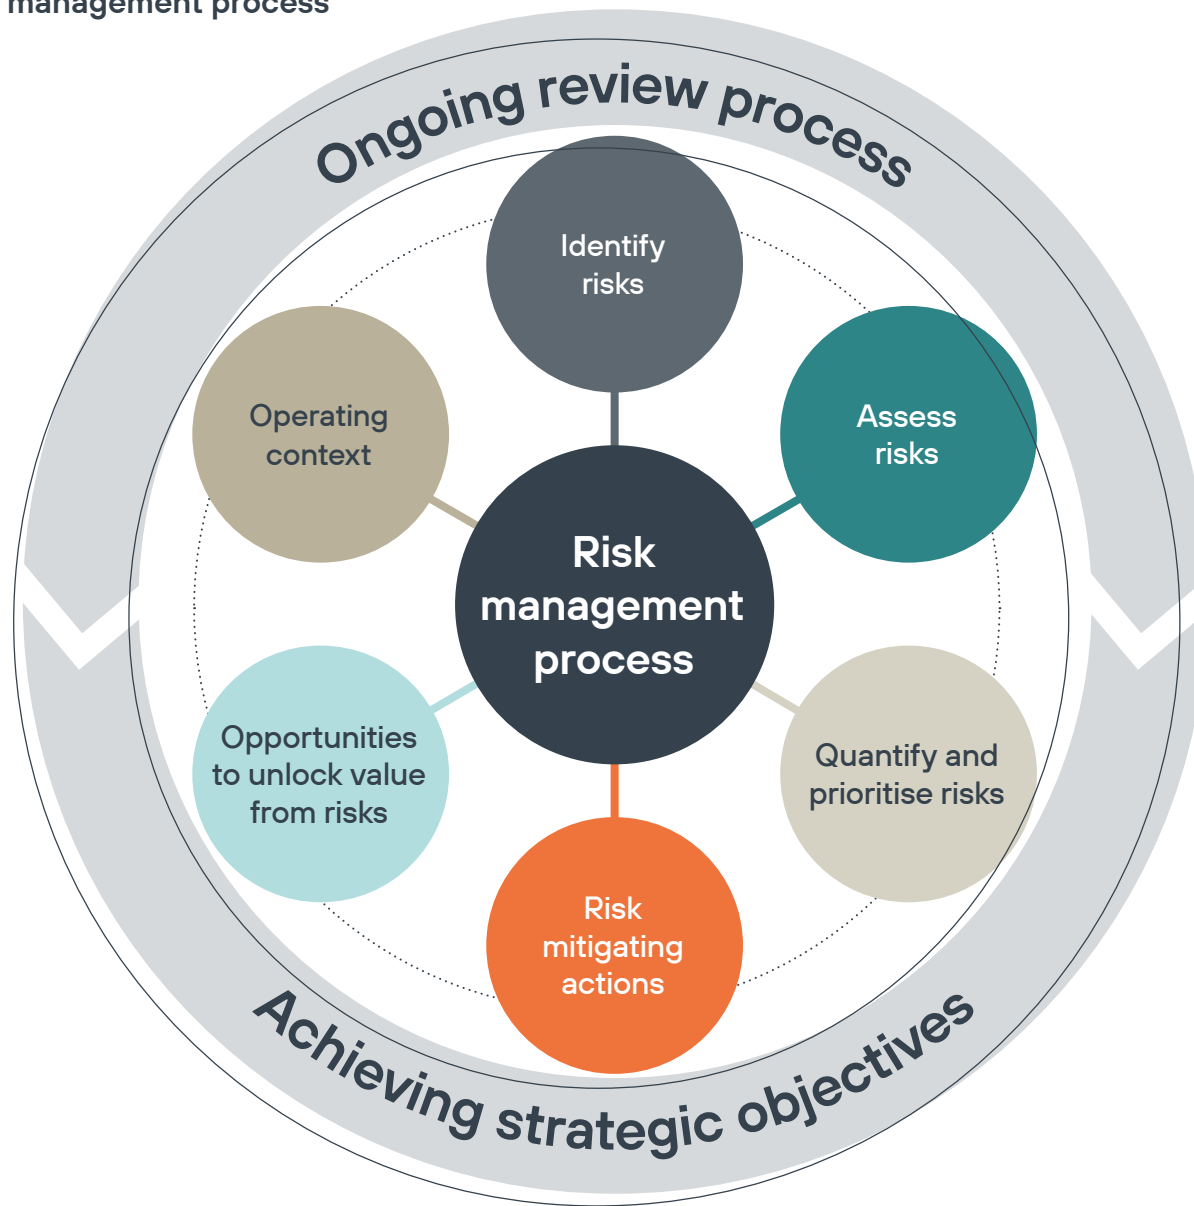 management process
Ongoing review process
Identify
risks
Assess
risks
Operating
context
Risk
management
process
Quantify and
prioritise risks
Opportunities
to unlock value
from risks
Risk
mitigating
actions
Achieving strategic objectives